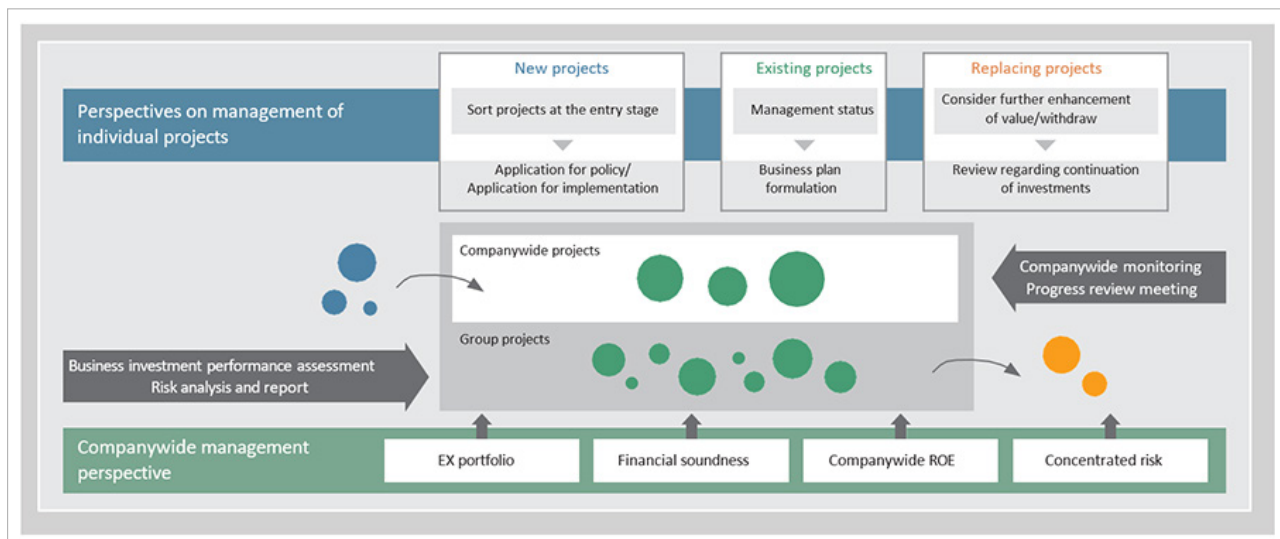 New projects
Existing projects
Replacing projects
Perspectives on management of
individual projects
Sort projects at the entry stage
Management status
Consider further enhancement
of value/withdraw
Application for policy/
Application for implementation
Business plan
formulation
Review regarding continuation
of investments
Companywide projects
Companywide monitoring
Progress review meeting
Group projects
Business investment performance assessment
Risk analysis and report
Companywide management
perspective
EX portfolio
Financial soundness
Companywide ROE
Concentrated risk